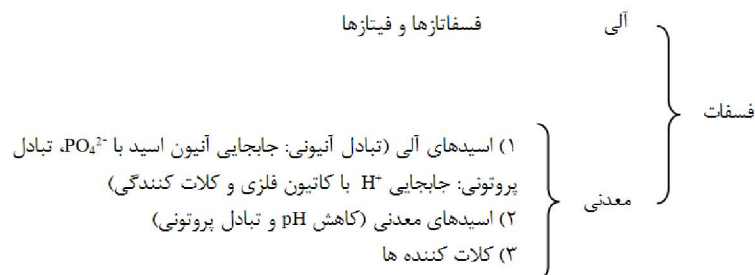 آلی
فسفاتازها و فیتازها
فسفات
معدنی
۱) اسیدهای آلی (تبادل آنیونی: جابجایی آنیون اسید با PO₄²⁻، تبادل
پروتونی: جابجایی H⁺ با کاتیون فلزی و کلات کنندگی)
۲) اسیدهای معدنی (کاهش pH و تبادل پروتونی)
۳) کلات کننده ها